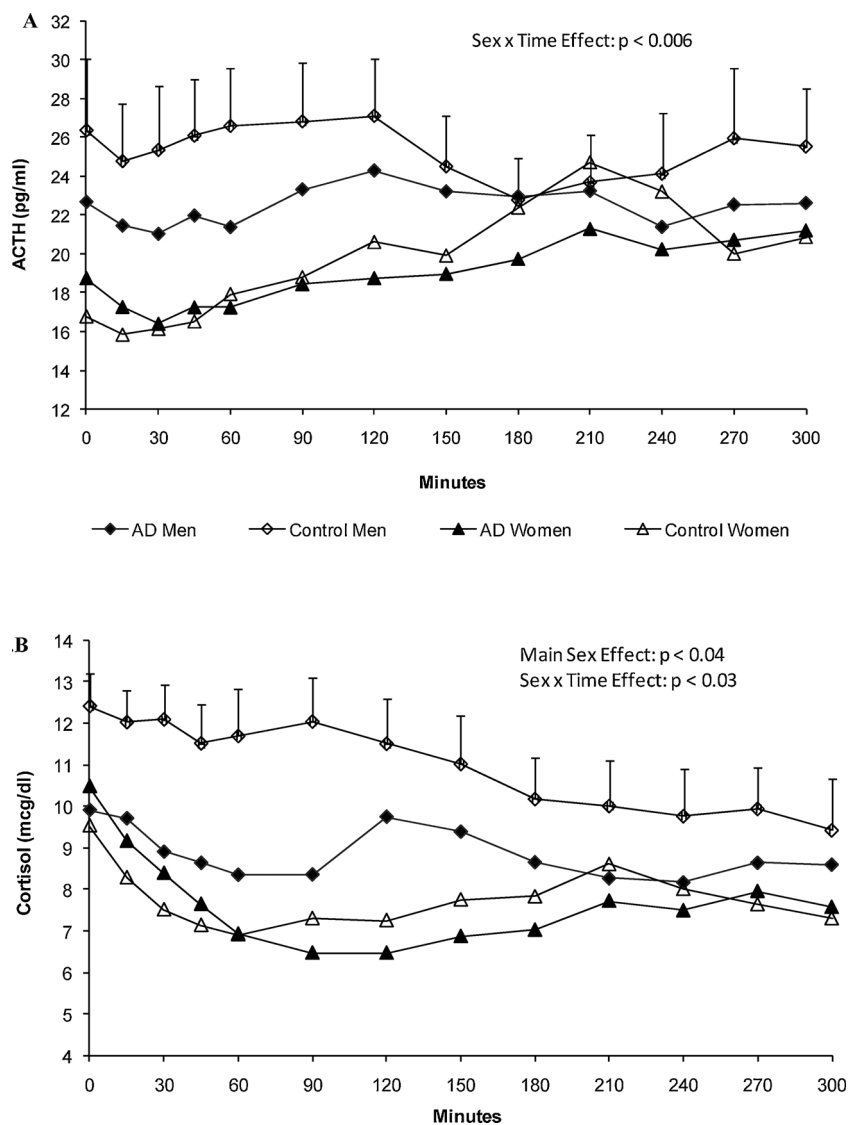 A
Sex x Time Effect: p < 0.006
32
30
28
26
24
22
20
18
16
14
12
ACTH (pg/ml)
0 30 60 90 120 150 180 210 240 270 300
Minutes
AD Men Control Men AD Women Control Women
B
Main Sex Effect: p < 0.04
Sex x Time Effect: p < 0.03
14
13
12
11
10
9
8
7
6
5
4
Cortisol (mcg/dl)
0 30 60 90 120 150 180 210 240 270 300
Minutes